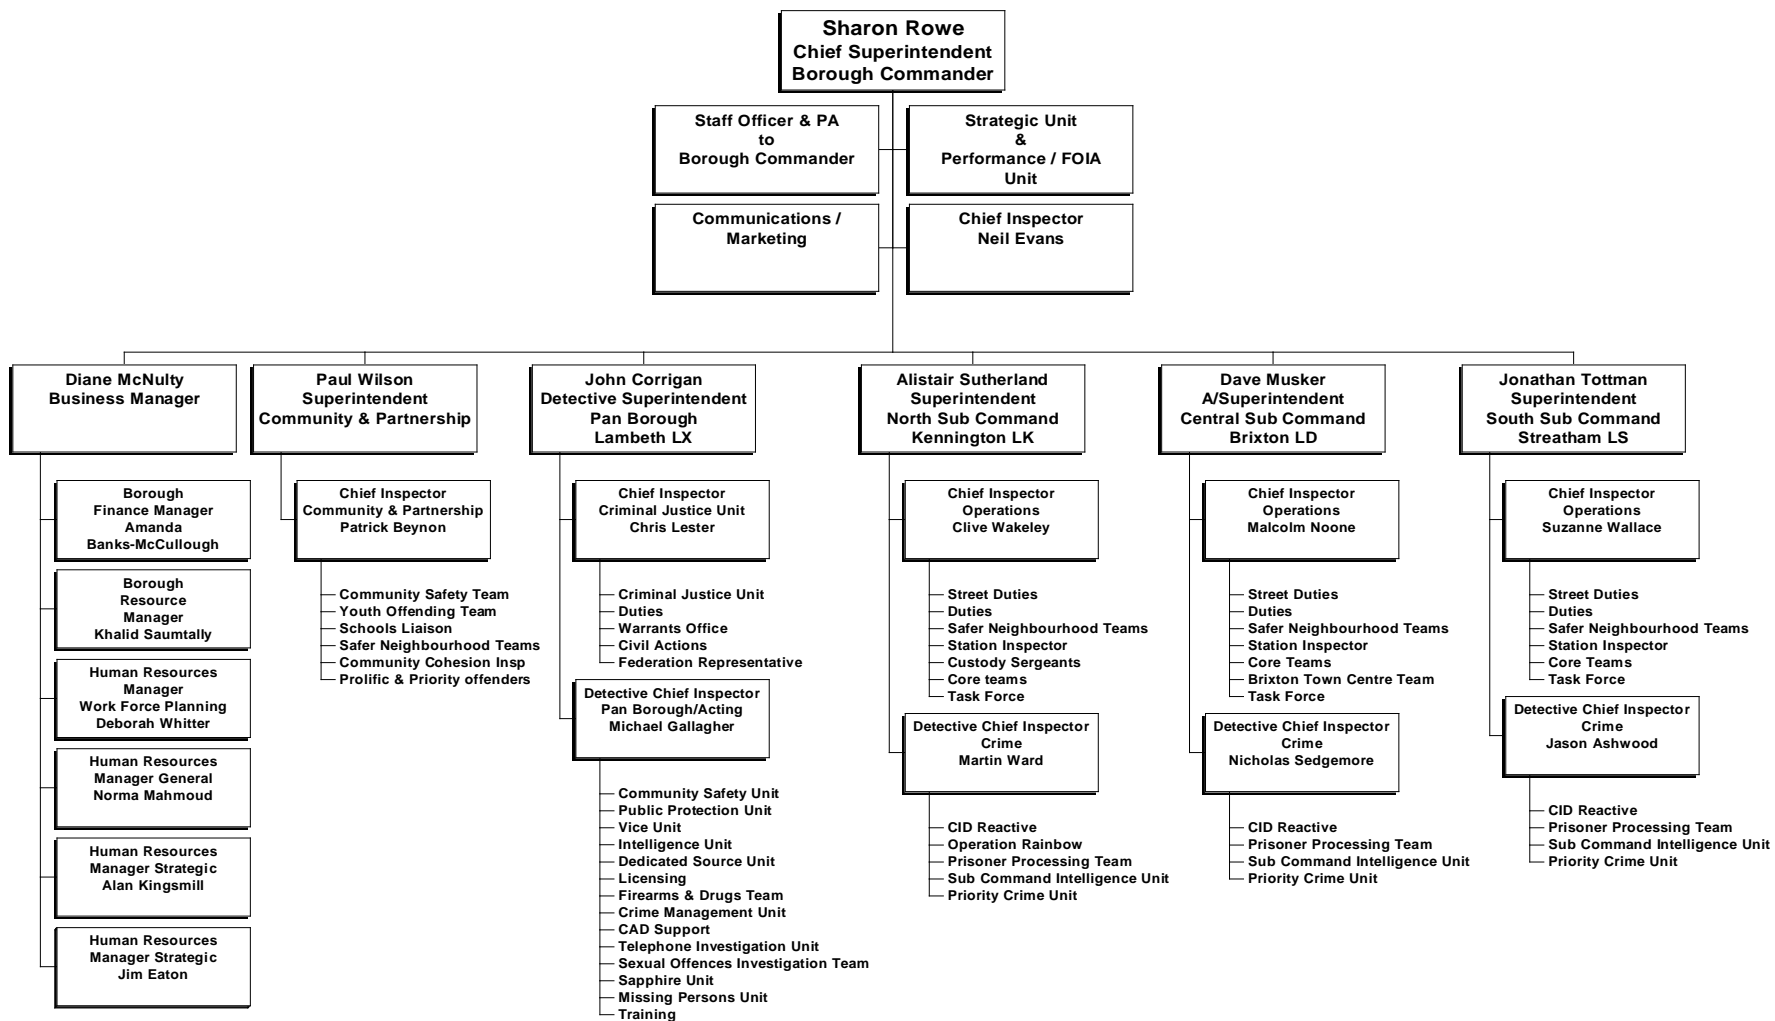 Sharon Rowe
Chief Superintendent
Borough Commander
Staff Officer & PA
to
Borough Commander
Strategic Unit
&
Performance / FOIA
Unit
Communications /
Marketing
Chief Inspector
Neil Evans
Diane McNulty
Business Manager
Borough
Finance Manager
Amanda
Banks-McCullough
Borough
Resource
Manager
Khalid Saumtally
Human Resources
Manager
Work Force Planning
Deborah Whitter
Human Resources
Manager General
Norma Mahmoud
Human Resources
Manager Strategic
Alan Kingsmill
Human Resources
Manager Strategic
Jim Eaton
Paul Wilson
Superintendent
Community & Partnership
Chief Inspector
Community & Partnership
Patrick Beynon
Community Safety Team
Youth Offending Team
Schools Liaison
Safer Neighbourhood Teams
Community Cohesion Insp
Prolific & Priority offenders
John Corrigan
Detective Superintendent
Pan Borough
Lambeth LX
Chief Inspector
Criminal Justice Unit
Chris Lester
Criminal Justice Unit
Duties
Warrants Office
Civil Actions
Federation Representative
Detective Chief Inspector
Pan Borough/Acting
Michael Gallagher
Community Safety Unit
Public Protection Unit
Vice Unit
Intelligence Unit
Dedicated Source Unit
Licensing
Firearms & Drugs Team
Crime Management Unit
CAD Support
Telephone Investigation Unit
Sexual Offences Investigation Team
Sapphire Unit
Missing Persons Unit
Training
Alistair Sutherland
Superintendent
North Sub Command
Kennington LK
Chief Inspector
Operations
Clive Wakeley
Street Duties
Duties
Safer Neighbourhood Teams
Station Inspector
Custody Sergeants
Core teams
Task Force
Detective Chief Inspector
Crime
Martin Ward
CID Reactive
Operation Rainbow
Prisoner Processing Team
Sub Command Intelligence Unit
Priority Crime Unit
Dave Musker
A/Superintendent
Central Sub Command
Brixton LD
Chief Inspector
Operations
Malcolm Noone
Street Duties
Duties
Safer Neighbourhood Teams
Station Inspector
Core Teams
Brixton Town Centre Team
Task Force
Detective Chief Inspector
Crime
Nicholas Sedgemore
CID Reactive
Prisoner Processing Team
Sub Command Intelligence Unit
Priority Crime Unit
Jonathan Tottman
Superintendent
South Sub Command
Streatham LS
Chief Inspector
Operations
Suzanne Wallace
Street Duties
Duties
Safer Neighbourhood Teams
Station Inspector
Core Teams
Task Force
Detective Chief Inspector
Crime
Jason Ashwood
CID Reactive
Prisoner Processing Team
Sub Command Intelligence Unit
Priority Crime Unit